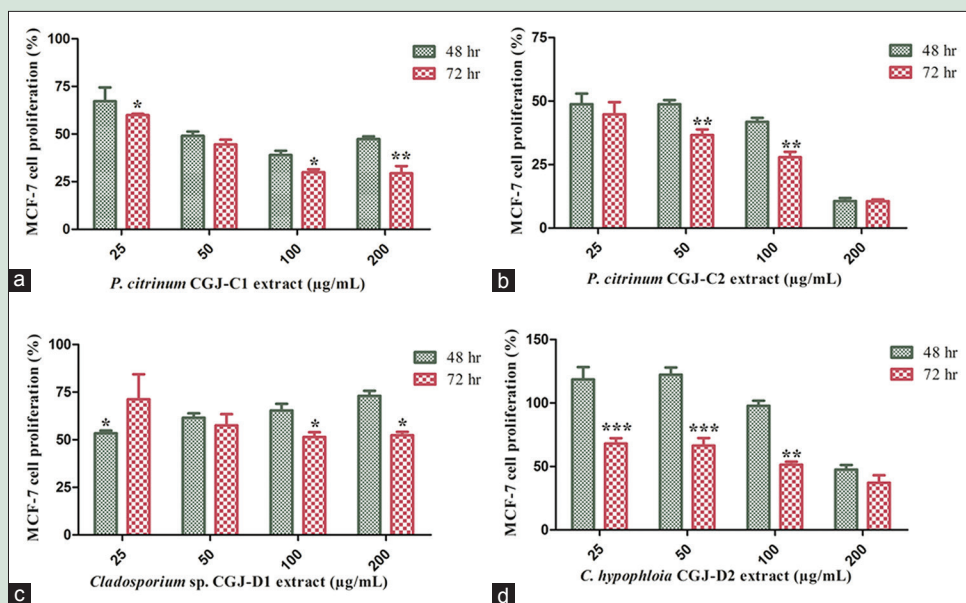 MCF-7 cell proliferation (%)
100
75
50
25
0
48 hr
72 hr
*
*
**
25
50
100
200
a
P. citrinum CGJ-C1 extract (µg/mL)
MCF-7 cell proliferation (%)
75
50
25
0
48 hr
72 hr
**
**
25
50
100
200
b
P. citrinum CGJ-C2 extract (µg/mL)
MCF-7 cell proliferation (%)
100
75
50
25
0
48 hr
72 hr
*
*
*
25
50
100
200
c
Cladosporium sp. CGJ-D1 extract (µg/mL)
MCF-7 cell proliferation (%)
150
100
50
0
48 hr
72 hr
***
***
**
25
50
100
200
d
C. hypophloia CGJ-D2 extract (µg/mL)